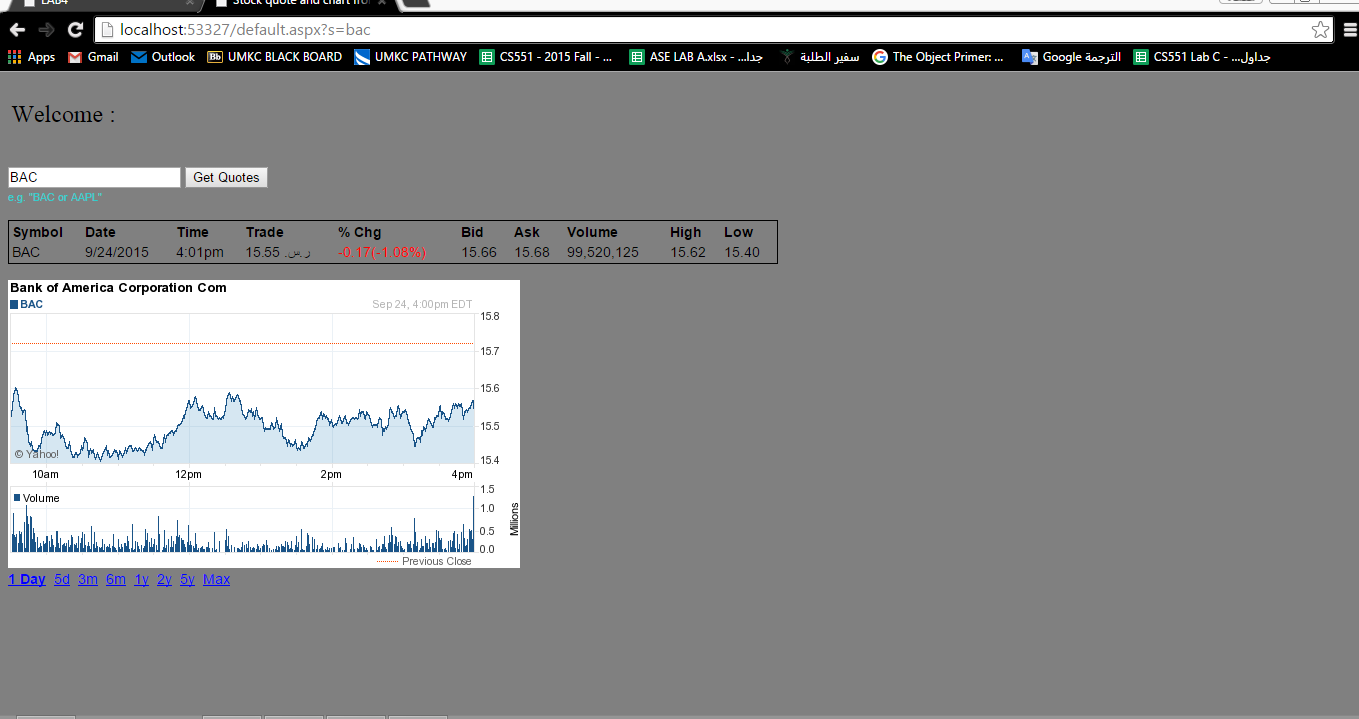 LAB4
Stock quote and chart fro
localhost:53327/default.aspx?s=bac
Apps Gmail Outlook Bb UMKC BLACK BOARD UMKC PATHWAY CS551 - 2015 Fall - ... ASE LAB A.xlsx - جدا... سفير الطلبة The Object Primer: ... Google الترجمة CS551 Lab C - ...جداول
Welcome :
BAC Get Quotes
e.g. "BAC or AAPL"
Symbol Date Time Trade % Chg Bid Ask Volume High Low
BAC 9/24/2015 4:01pm 15.55 ر.س. -0.17(-1.08%) 15.66 15.68 99,520,125 15.62 15.40
Bank of America Corporation Com
BAC Sep 24, 4:00pm EDT
15.8
15.7
15.6
15.5
15.4
© Yahoo!
10am 12pm 2pm 4pm
Volume
1.5
1.0
0.5
0.0
Millions
Previous Close
1 Day 5d 3m 6m 1y 2y 5y Max